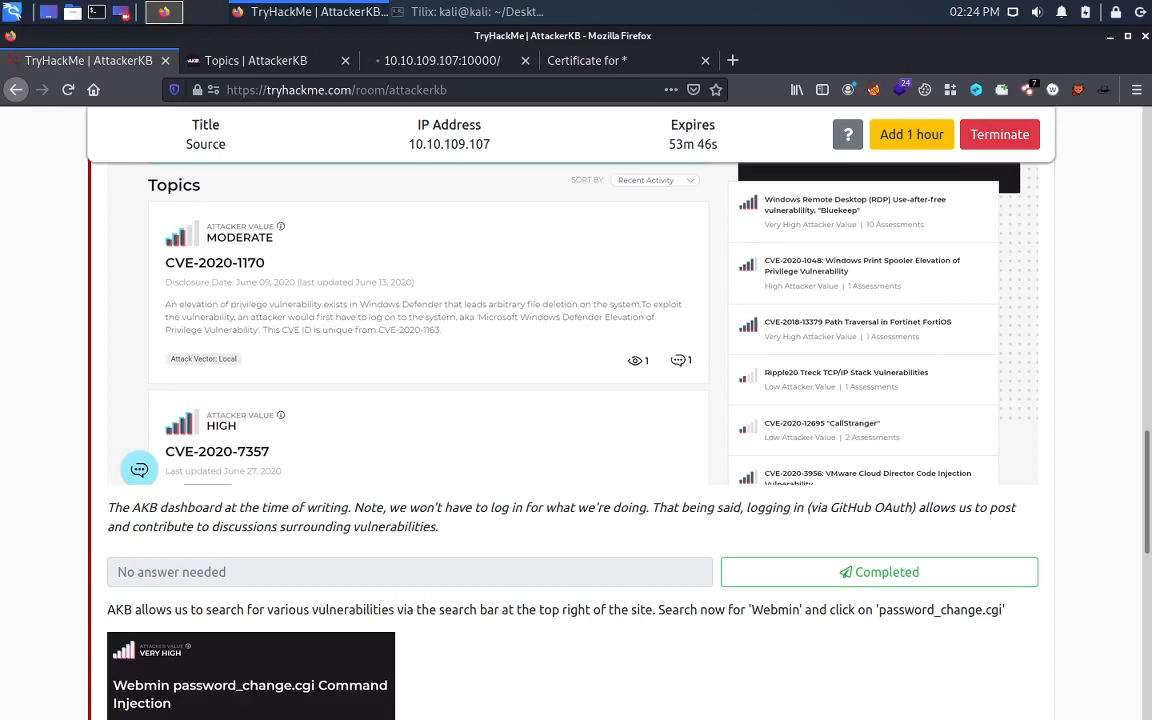 TryHackMe | AttackerKB...
Tilix: kali@kali: ~/Deskt...
02:24 PM
TryHackMe | AttackerKB - Mozilla Firefox
TryHackMe | AttackerKB
AKB
Topics | AttackerKB
10.10.109.107:10000/
Certificate for *
https://tryhackme.com/room/attackerkb
24
7
Title
Source
IP Address
10.10.109.107
Expires
53m 46s
?
Add 1 hour
Terminate
Topics
SORT BY:
Recent Activity
ATTACKER VALUE
MODERATE
CVE-2020-1170
Disclosure Date: June 09, 2020 (last updated June 13, 2020)
An elevation of privilege vulnerability exists in Windows Defender that leads arbitrary file deletion on the system.To exploit
the vulnerability, an attacker would first have to log on to the system, aka 'Microsoft Windows Defender Elevation of
Privilege Vulnerability'. This CVE ID is unique from CVE-2020-1163.
Attack Vector: Local
1
1
ATTACKER VALUE
HIGH
CVE-2020-7357
Last updated June 27, 2020
Windows Remote Desktop (RDP) Use-after-free
vulnerablility, "Bluekeep"
Very High Attacker Value | 10 Assessments
CVE-2020-1048: Windows Print Spooler Elevation of
Privilege Vulnerability
High Attacker Value | 1 Assessments
CVE-2018-13379 Path Traversal in Fortinet FortiOS
Very High Attacker Value | 1 Assessments
Ripple20 Treck TCP/IP Stack Vulnerabilities
Low Attacker Value | 1 Assessments
CVE-2020-12695 "CallStranger"
Low Attacker Value | 2 Assessments
CVE-2020-3956: VMware Cloud Director Code Injection
Vulnerability
The AKB dashboard at the time of writing. Note, we won't have to log in for what we're doing. That being said, logging in (via GitHub OAuth) allows us to post
and contribute to discussions surrounding vulnerabilities.
No answer needed
Completed
AKB allows us to search for various vulnerabilities via the search bar at the top right of the site. Search now for 'Webmin' and click on 'password_change.cgi'
ATTACKER VALUE
VERY HIGH
Webmin password_change.cgi Command
Injection